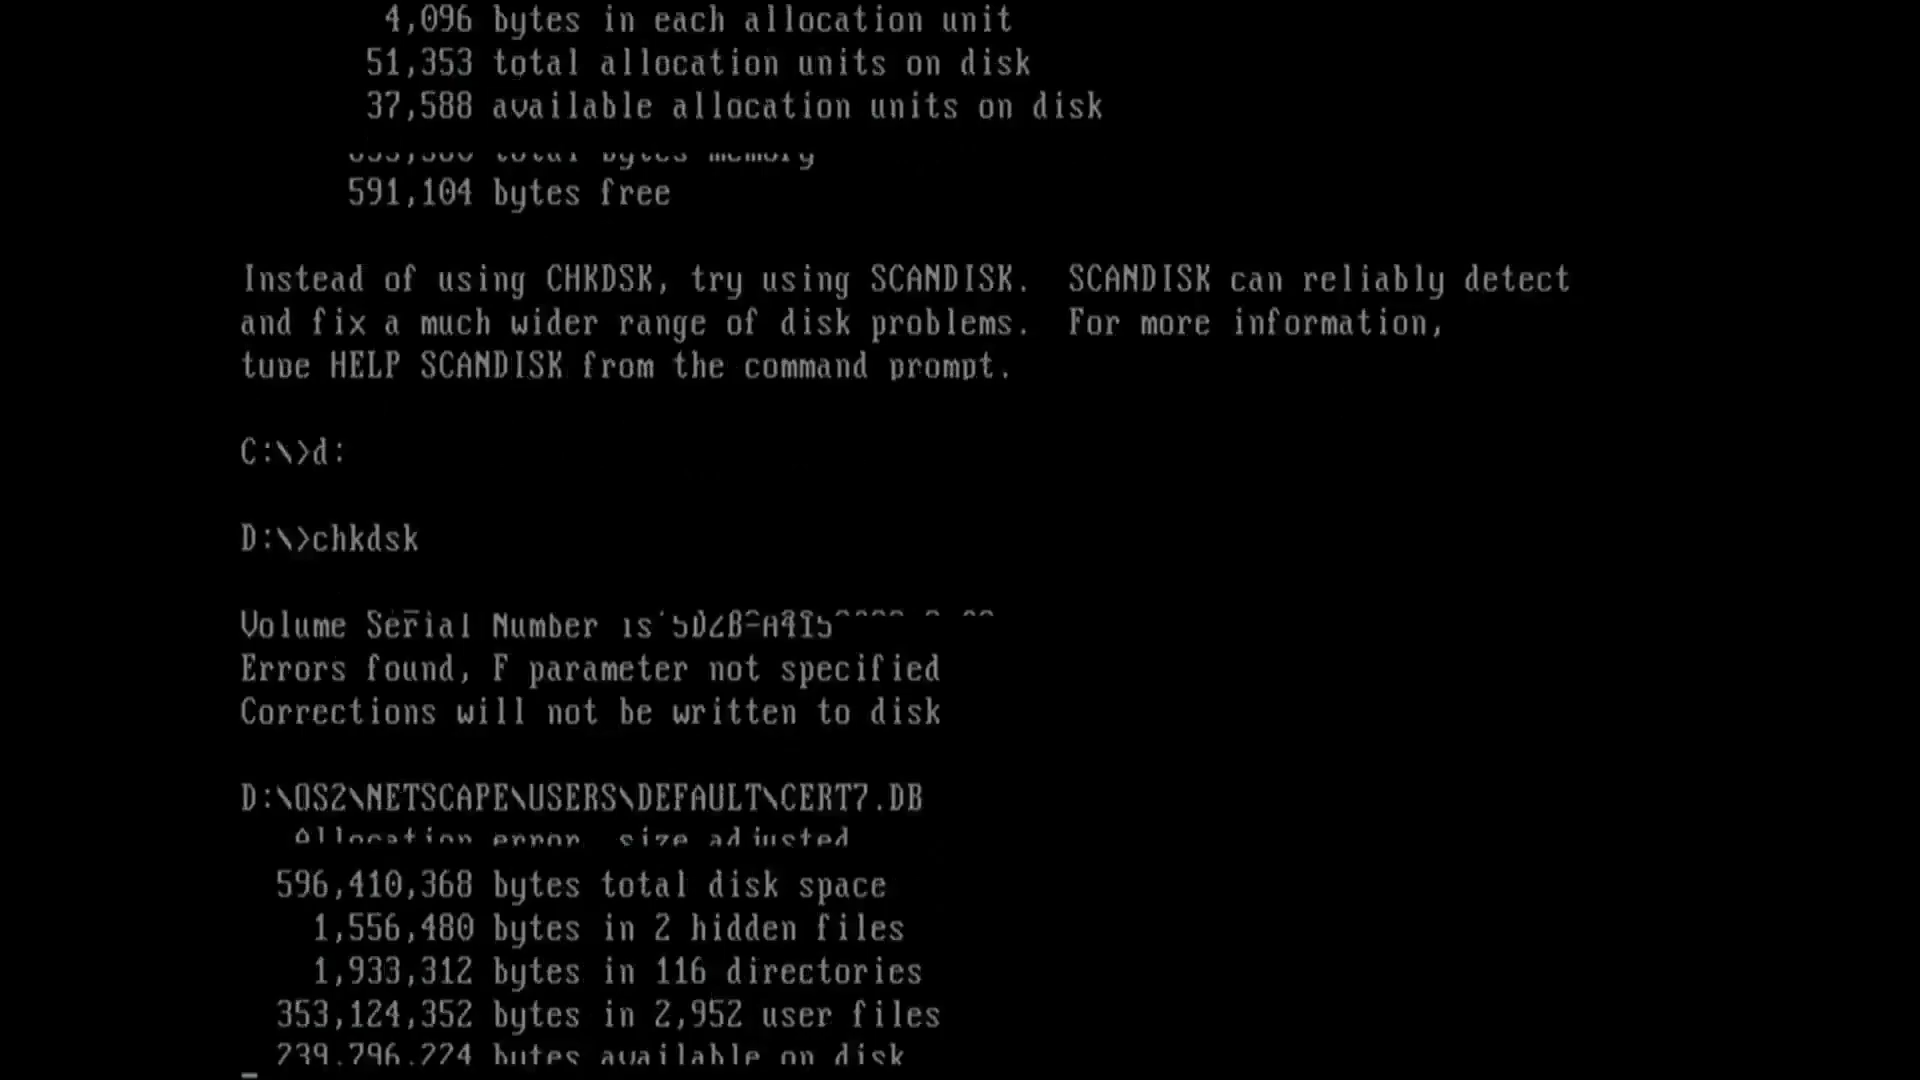 4,096 bytes in each allocation unit
51,353 total allocation units on disk
37,588 available allocation units on disk
total bytes memory
591,104 bytes free
Instead of using CHKDSK, try using SCANDISK.  SCANDISK can reliably detect
and fix a much wider range of disk problems.  For more information,
type HELP SCANDISK from the command prompt.
C:\>d:
D:\>chkdsk
Volume Serial Number is
Errors found, F parameter not specified
Corrections will not be written to disk
D:\OS2\NETSCAPE\USERS\DEFAULT\CERT7.DB
Allocation error, size adjusted
596,410,368 bytes total disk space
1,556,480 bytes in 2 hidden files
1,933,312 bytes in 116 directories
353,124,352 bytes in 2,952 user files
239,796,224 bytes available on disk